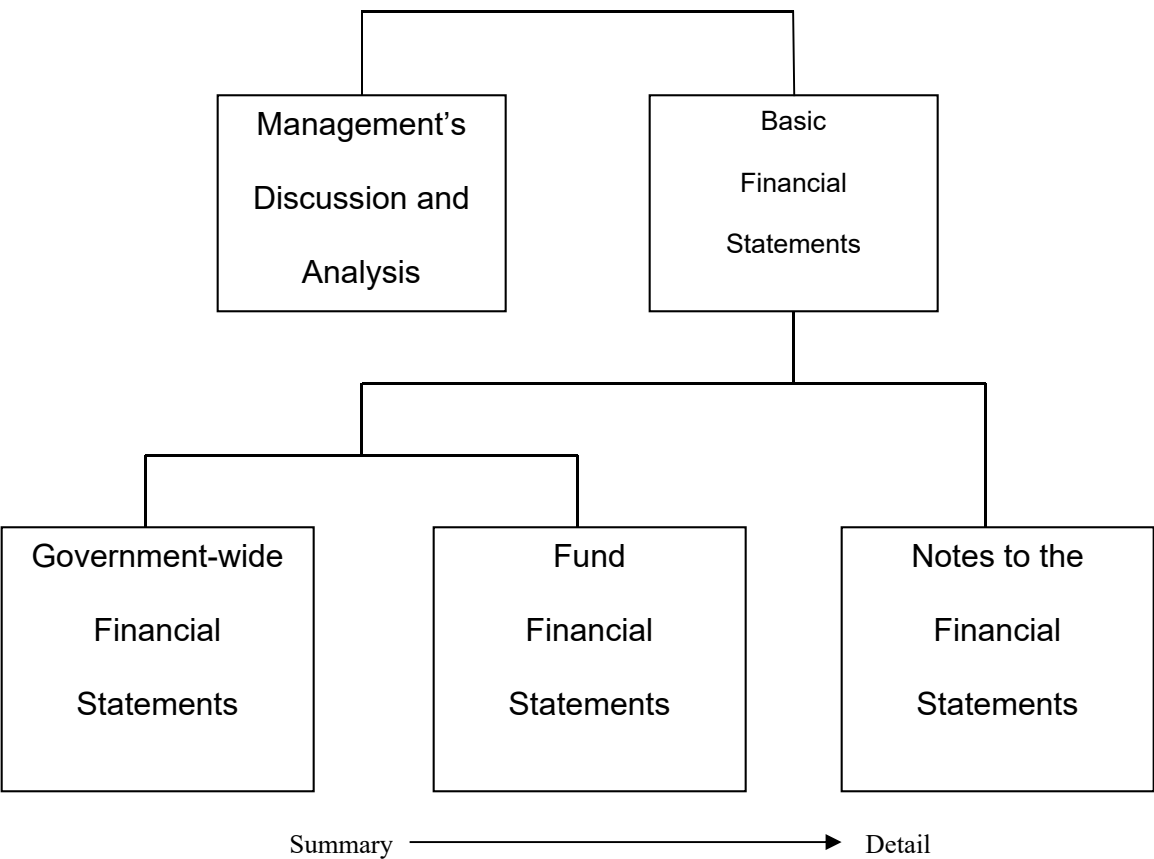 Management’s
Discussion and
Analysis
Basic
Financial
Statements
Government-wide
Financial
Statements
Fund
Financial
Statements
Notes to the
Financial
Statements
Summary
Detail